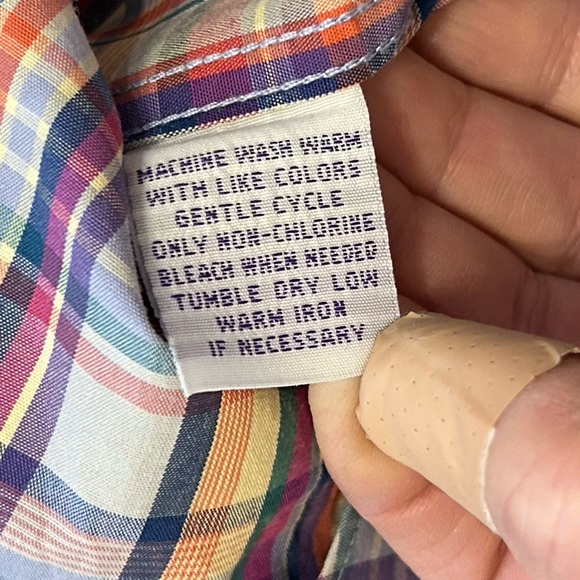 MACHINE WASH WARM
WITH LIKE COLORS
GENTLE CYCLE
ONLY NON-CHLORINE
BLEACH WHEN NEEDED
TUMBLE DRY LOW
WARM IRON
IF NECESSARY